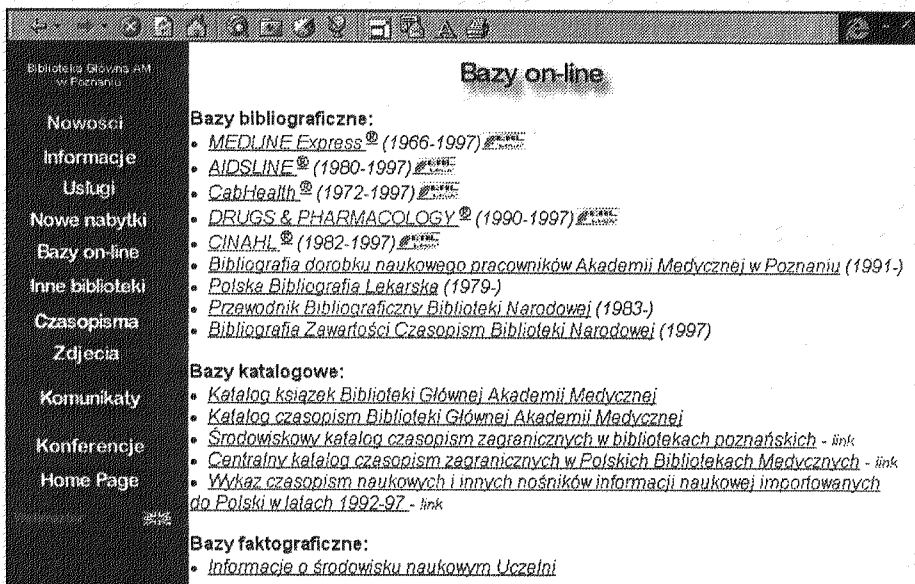 Biblioteka Główna AM
w Poznaniu
Nowosci
Informacje
Usługi
Nowe nabytki
Bazy on-line
Inne biblioteki
Czasopisma
Zdjecia
Komunikaty
Konferencje
Home Page
Bazy on-line
Bazy bibliograficzne:
• MEDLINE Express ® (1966-1997)
• AIDSLINE ® (1980-1997)
• CabHealth ® (1972-1997)
• DRUGS & PHARMACOLOGY ® (1990-1997)
• CINAHL ® (1982-1997)
• Bibliografia dorobku naukowego pracowników Akademii Medycznej w Poznaniu (1991-)
• Polska Bibliografia Lekarska (1979-)
• Przewodnik Bibliograficzny Biblioteki Narodowej (1983-)
• Bibliografia Zawartości Czasopism Biblioteki Narodowej (1997)
Bazy katalogowe:
• Katalog książek Biblioteki Głównej Akademii Medycznej
• Katalog czasopism Biblioteki Głównej Akademii Medycznej
• Środowiskowy katalog czasopism zagranicznych w bibliotekach poznańskich - link
• Centralny katalog czasopism zagranicznych w Polskich Bibliotekach Medycznych - link
• Wykaz czasopism naukowych i innych nośników informacji naukowej importowanych
do Polski w latach 1992-97 - link
Bazy faktograficzne:
• Informacje o środowisku naukowym Uczelni